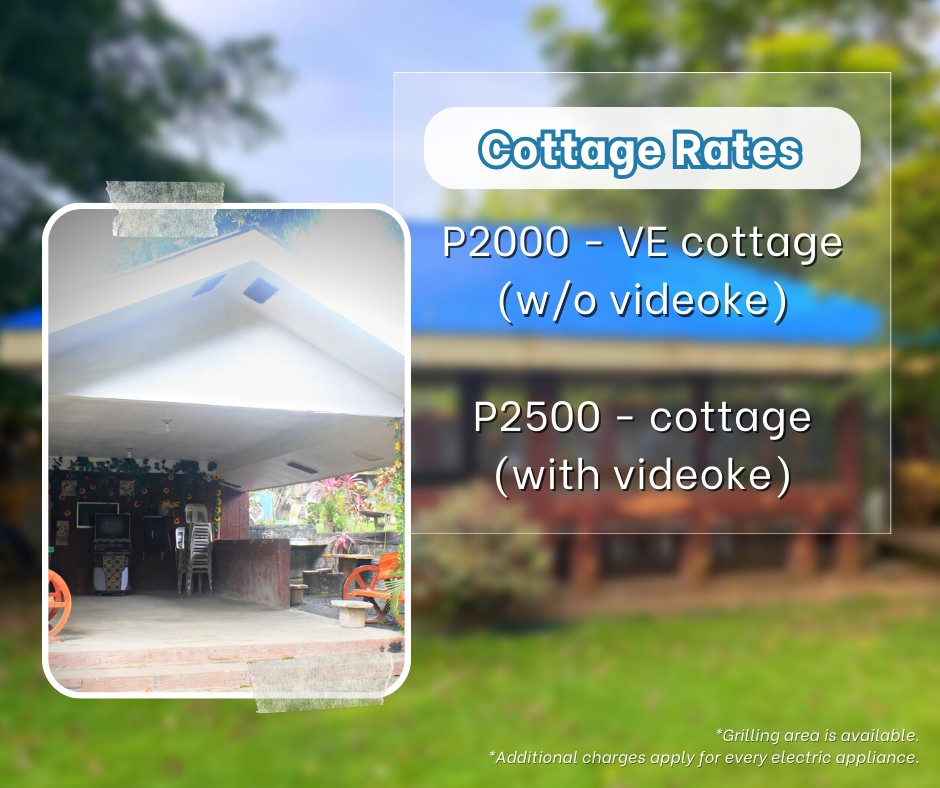 Cottage Rates
P2000 - VE cottage
(w/o videoke)
P2500 - cottage
(with videoke)
*Grilling area is available.
*Additional charges apply for every electric appliance.